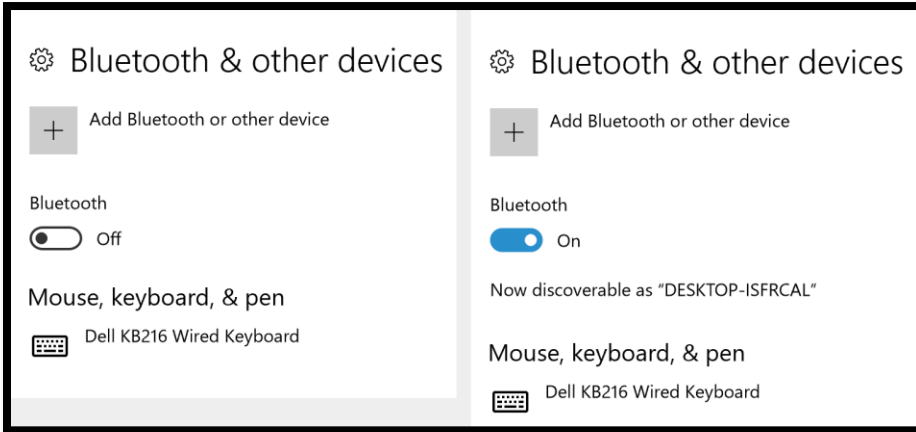 Bluetooth & other devices
Add Bluetooth or other device
Bluetooth
Off
Mouse, keyboard, & pen
Dell KB216 Wired Keyboard
Bluetooth & other devices
Add Bluetooth or other device
Bluetooth
On
Now discoverable as “DESKTOP-ISFRCAL”
Mouse, keyboard, & pen
Dell KB216 Wired Keyboard